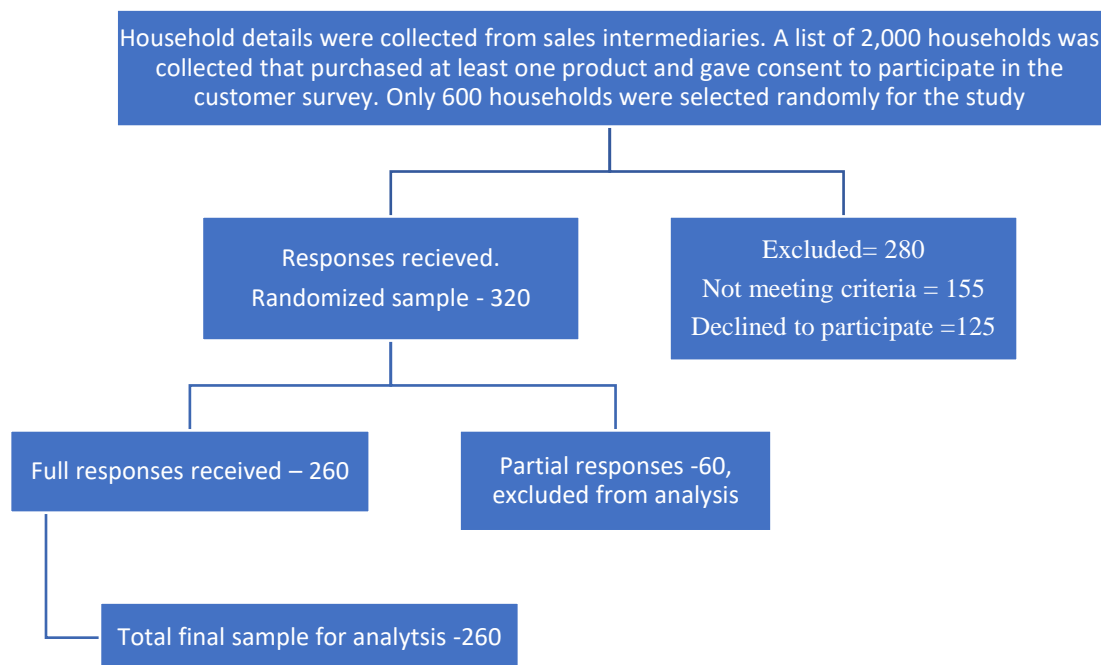 Household details were collected from sales intermediaries. A list of 2,000 households was
collected that purchased at least one product and gave consent to participate in the
customer survey. Only 600 households were selected randomly for the study
Responses recieved.
Randomized sample - 320
Excluded= 280
Not meeting criteria = 155
Declined to participate =125
Full responses received – 260
Partial responses -60,
excluded from analysis
Total final sample for analytsis -260